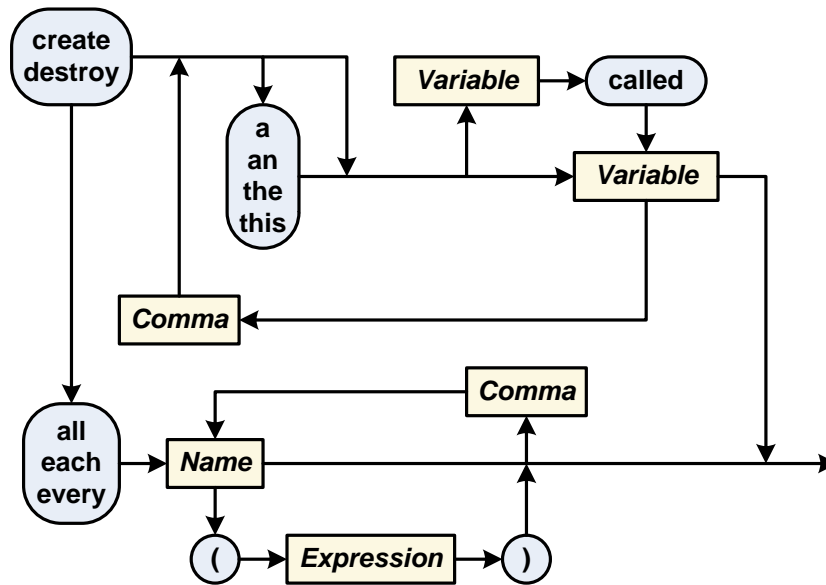 create
destroy
Variable
called
a
an
the
this
Variable
Comma
Comma
all
each
every
Name
(
Expression
)